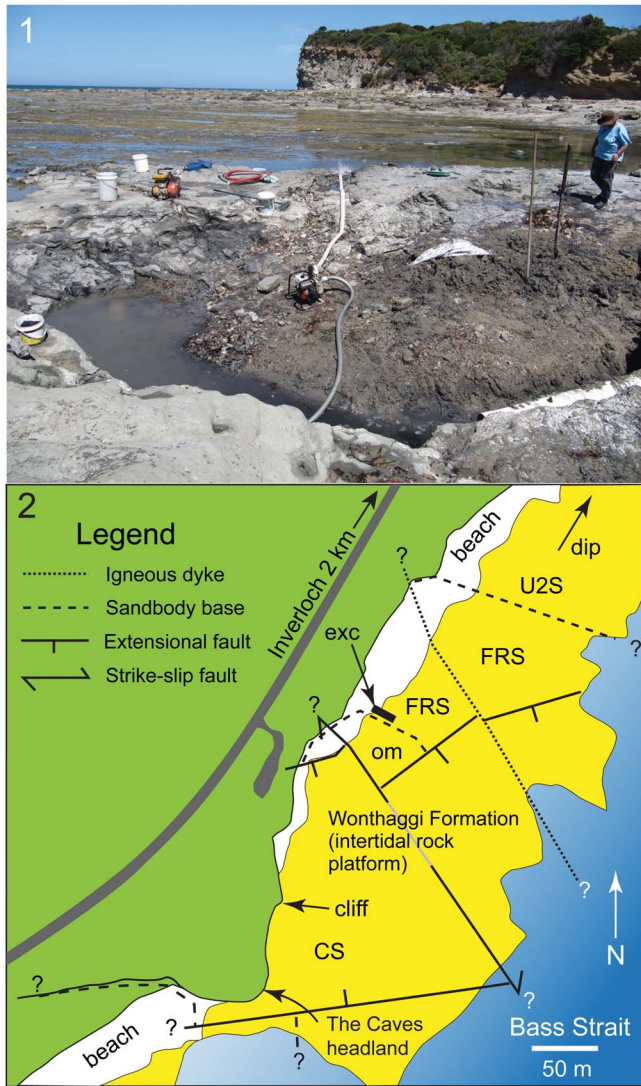 1
2
Legend
Igneous dyke
Sandbody base
Extensional fault
Strike-slip fault
Inverloch 2 km
beach
dip
U2S
?
?
exc
FRS
FRS
?
om
Wonthaggi Formation
(intertidal rock
platform)
?
cliff
N
CS
?
?
?
The Caves
headland
beach
?
Bass Strait
50 m